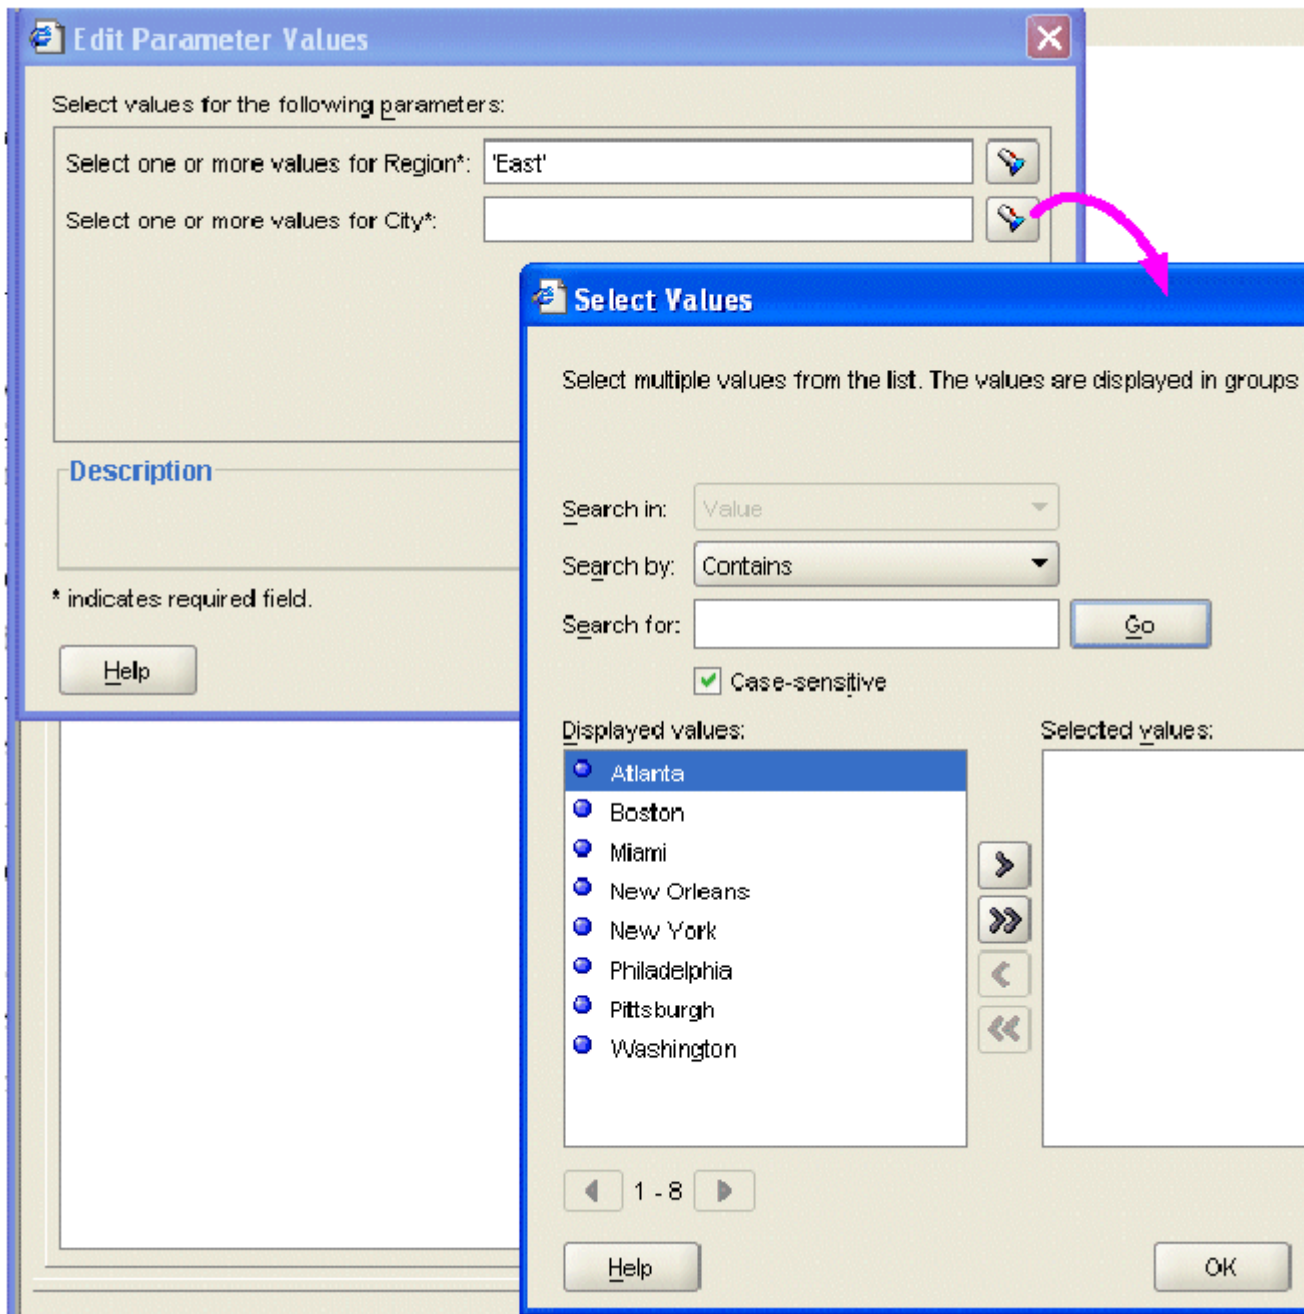 Edit Parameter Values
Select values for the following parameters:
Select one or more values for Region*: 'East'
Select one or more values for City*:
Description
* indicates required field.
Help
Select Values
Select multiple values from the list. The values are displayed in groups
Search in: Value
Search by: Contains
Search for: Go
Case-sensitive
Displayed values: Selected values:
Atlanta
Boston
Miami
New Orleans
New York
Philadelphia
Pittsburgh
Washington
1 - 8
Help OK